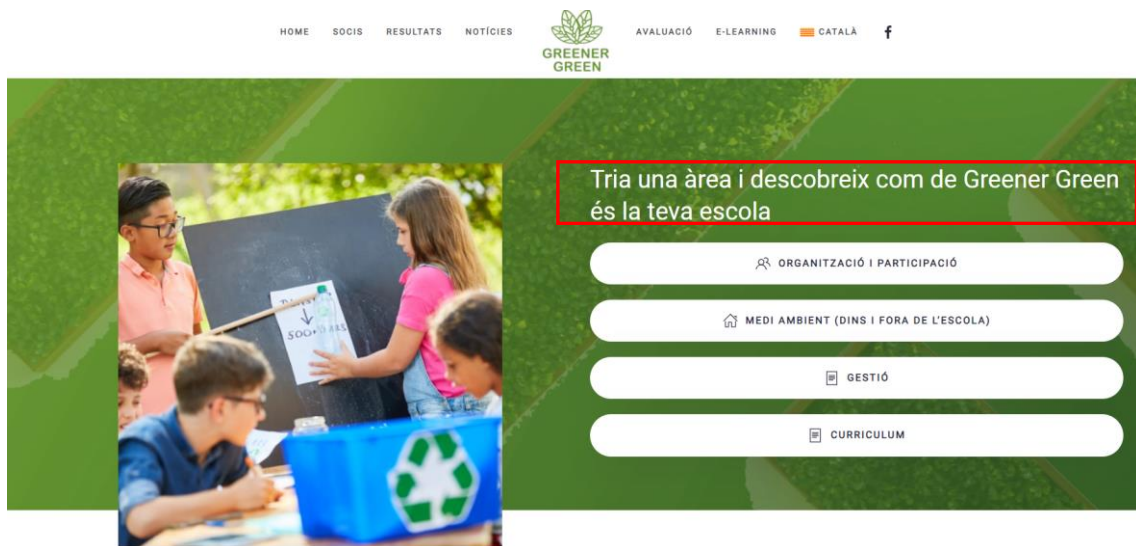 HOME
SOCIS
RESULTATS
NOTÍCIES
GREENER
GREEN
AVALUACIÓ
E-LEARNING
CATALÀ
Tria una àrea i descobreix com de Greener Green
és la teva escola
ORGANITZACIÓ I PARTICIPACIÓ
MEDI AMBIENT (DINS I FORA DE L'ESCOLA)
GESTIÓ
CURRICULUM